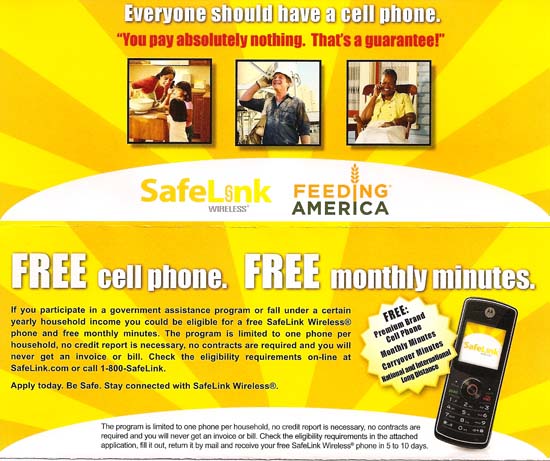 Everyone should have a cell phone.
"You pay absolutely nothing. That's a guarantee!"
SafeLink
WIRELESS®
FEEDING®
AMERICA
FREE cell phone. FREE monthly minutes.
If you participate in a government assistance program or fall under a certain
yearly household income you could be eligible for a free SafeLink Wireless®
phone and free monthly minutes. The program is limited to one phone per
household, no credit report is necessary, no contracts are required and you will
never get an invoice or bill. Check the eligibility requirements on-line at
SafeLink.com or call 1-800-SafeLink.
Apply today. Be Safe. Stay connected with SafeLink Wireless®.
FREE:
Premium Brand
Cell Phone
Monthly Minutes
Carryover Minutes
National and International
Long Distance
SafeLink
The program is limited to one phone per household, no credit report is necessary, no contracts are
required and you will never get an invoice or bill. Check the eligibility requirements in the attached
application, fill it out, return it by mail and receive your free SafeLink Wireless® phone in 5 to 10 days.